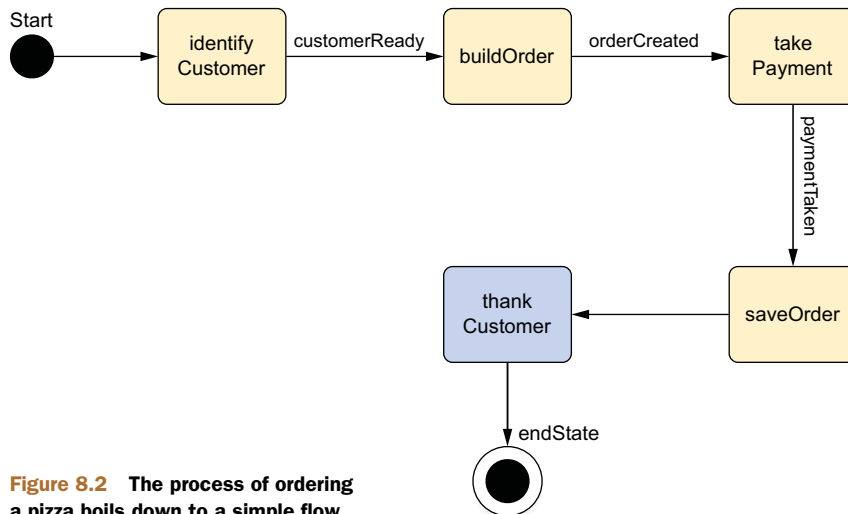 Start
identify
Customer
customerReady
buildOrder
orderCreated
take
Payment
paymentTaken
thank
Customer
saveOrder
endState
Figure 8.2 The process of ordering
a pizza boils down to a simple flow.